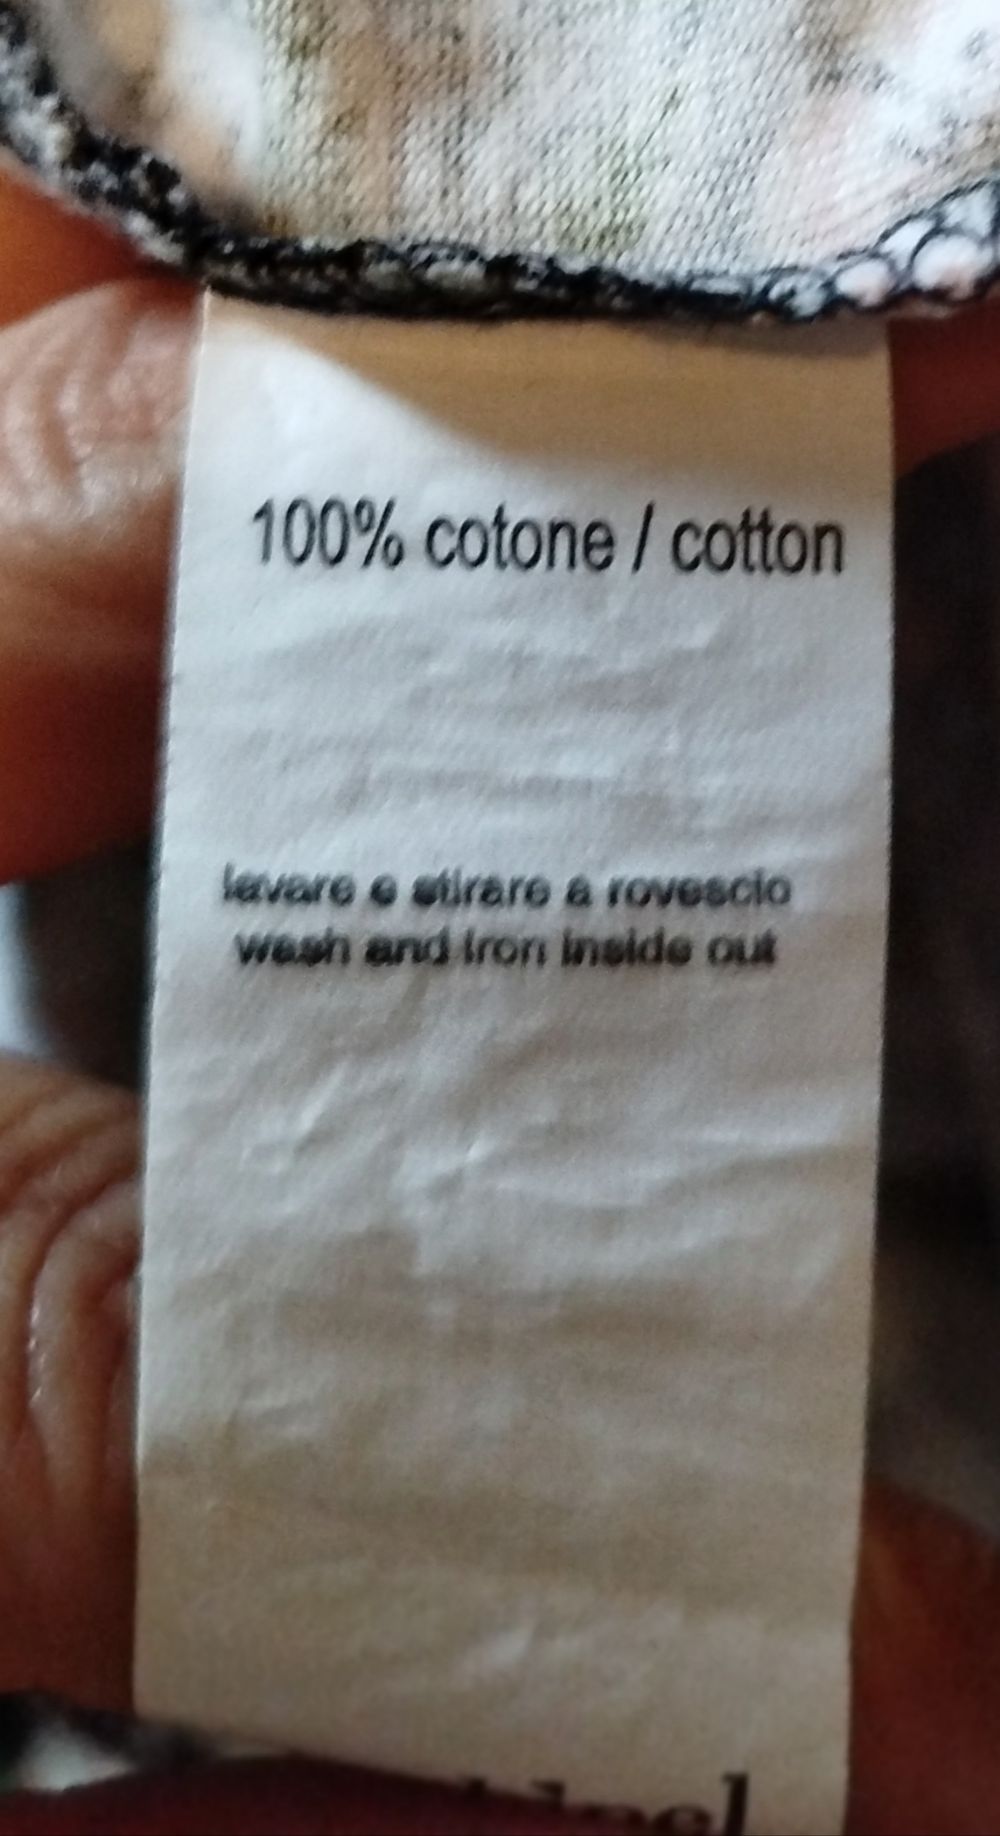 100% cotone / cotton
lavare e stirare a rovescio
wash and iron inside out